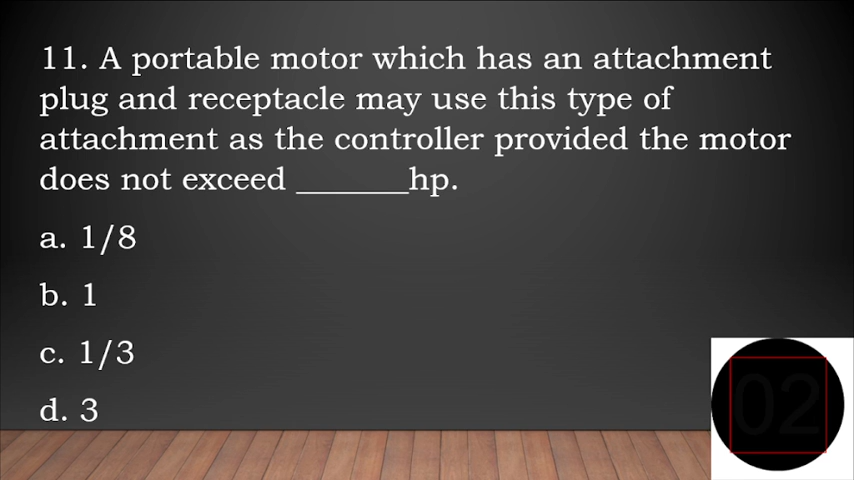 11. A portable motor which has an attachment
plug and receptacle may use this type of
attachment as the controller provided the motor
does not exceed _______hp.
a. 1/8
b. 1
c. 1/3
d. 3
02